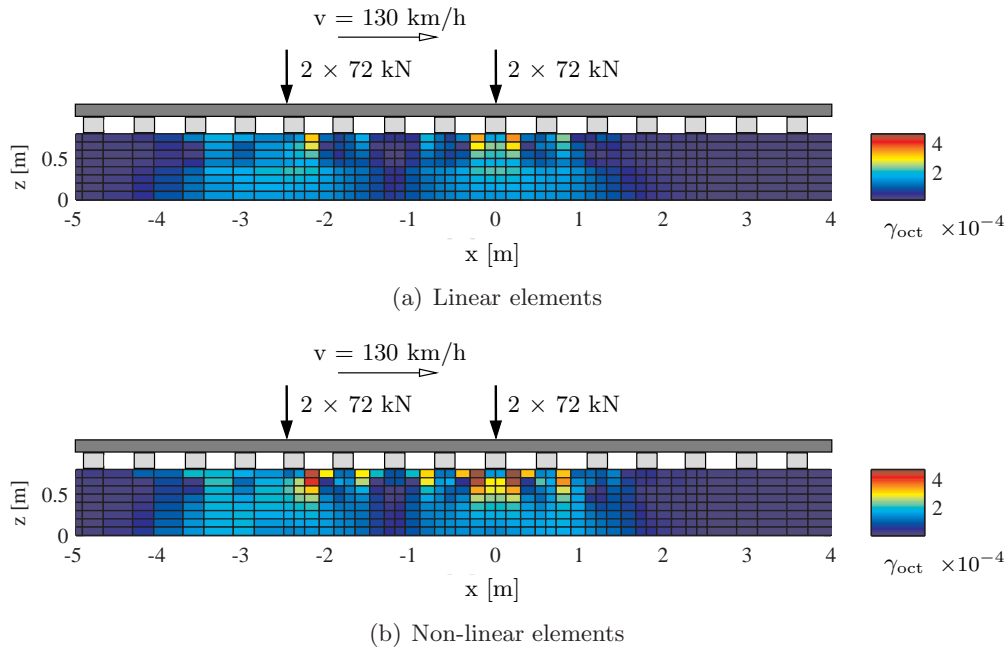 v = 130 km/h
2 × 72 kN 2 × 72 kN
z [m]
0.5
0
-5 -4 -3 -2 -1 0 1 2 3 4
x [m]
4
2
γoct ×10−4
(a) Linear elements
v = 130 km/h
2 × 72 kN 2 × 72 kN
z [m]
0.5
0
-5 -4 -3 -2 -1 0 1 2 3 4
x [m]
4
2
γoct ×10−4
(b) Non-linear elements